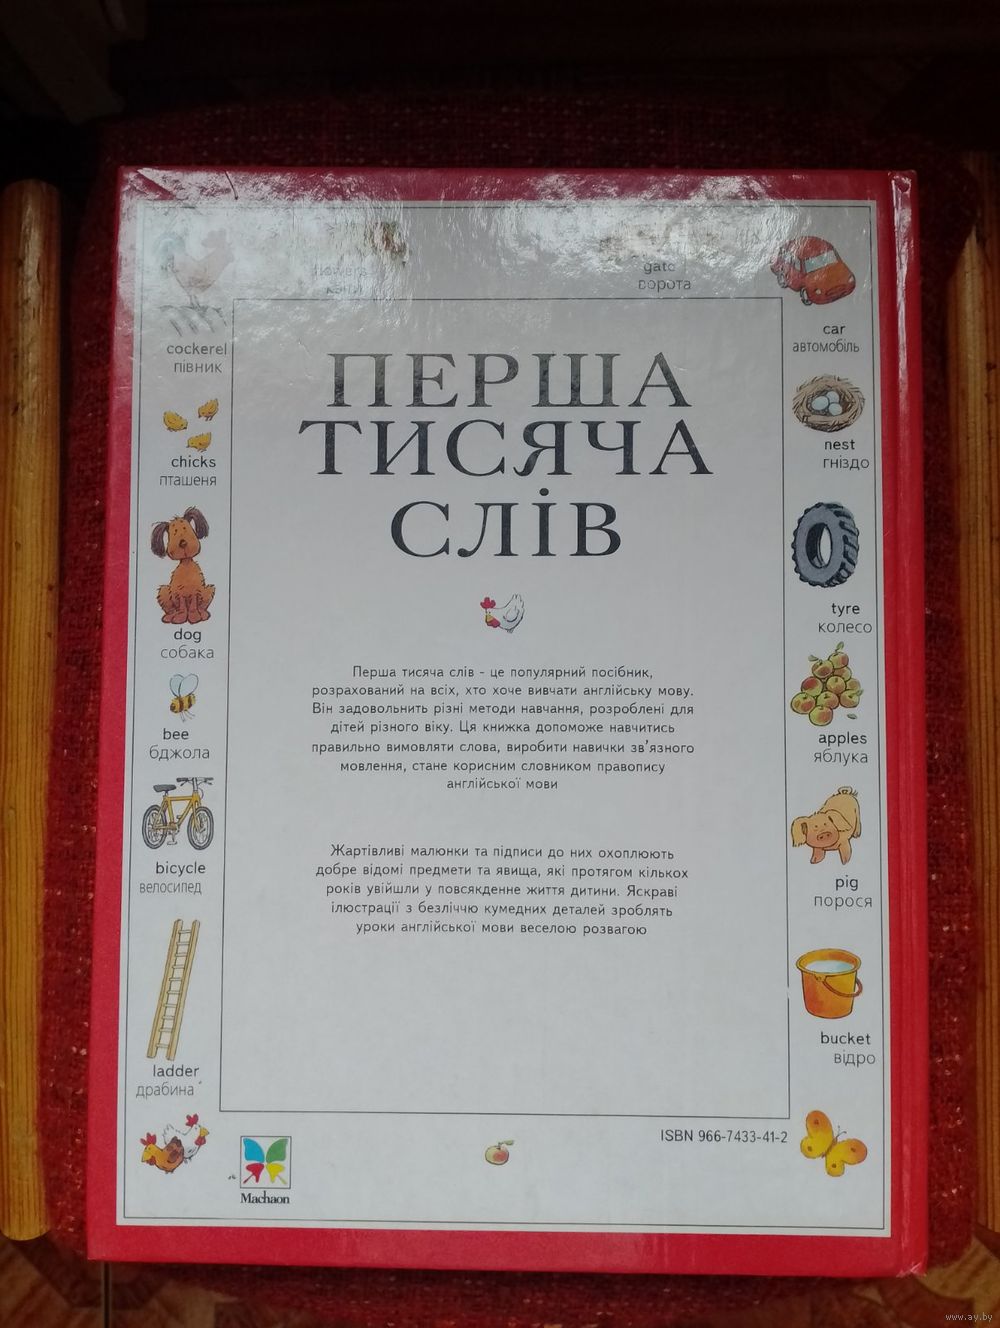 flowers
gate
ворота
cockerel
півник
chicks
пташеня
dog
собака
bee
бджола
bicycle
велосипед
ladder
драбина
car
автомобіль
nest
гніздо
tyre
колесо
apples
яблука
pig
порося
bucket
відро
ПЕРША
ТИСЯЧА
СЛІВ
Перша тисяча слів - це популярний посібник,
розрахований на всіх, хто хоче вивчати англійську мову.
Він задовольнить різні методи навчання, розроблені для
дітей різного віку. Ця книжка допоможе навчитись
правильно вимовляти слова, виробити навички зв'язного
мовлення, стане корисним словником правопису
англійської мови
Жартівливі малюнки та підписи до них охоплюють
добре відомі предмети та явища, які протягом кількох
років увійшли у повсякденне життя дитини. Яскраві
ілюстрації з безліччю кумедних деталей зроблять
уроки англійської мови веселою розвагою
ISBN 966-7433-41-2
Machaon
www.ay.by